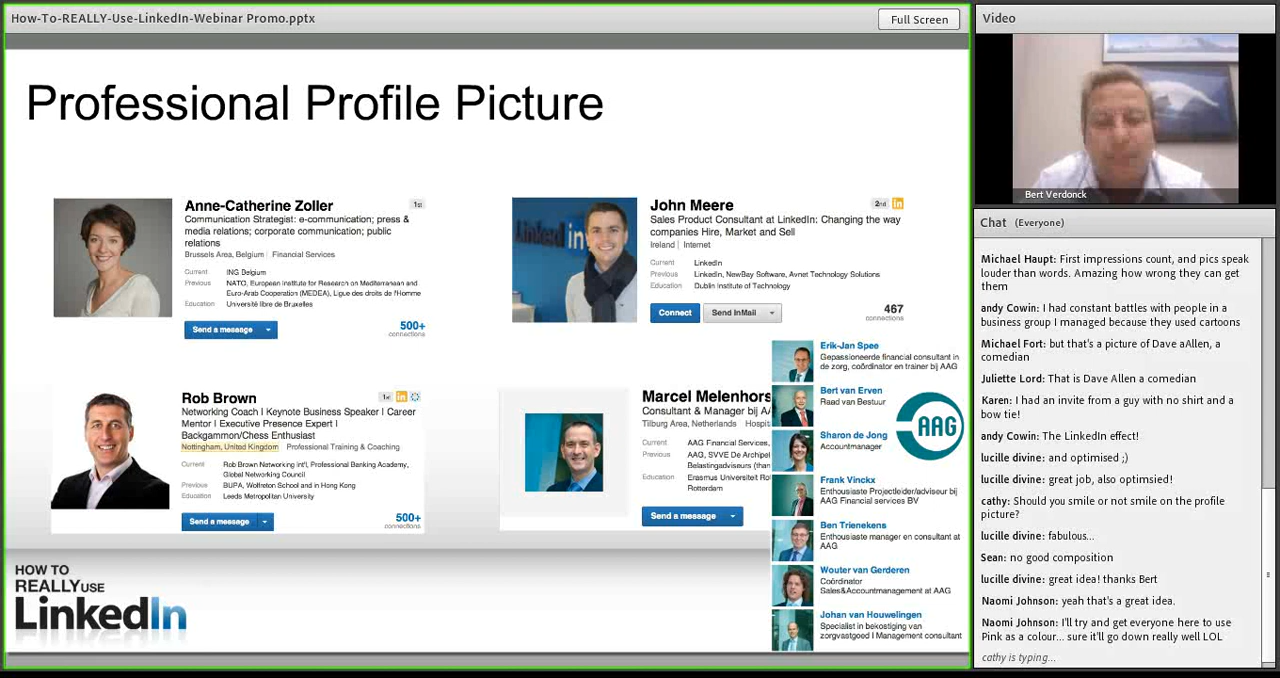 How-To-REALLY-Use-LinkedIn-Webinar Promo.pptx
Full Screen
Professional Profile Picture
Anne-Catherine Zoller
1st
Communication Strategist: e-communication; press &
media relations; corporate communication; public
relations
Brussels Area, Belgium | Financial Services
Current ING Belgium
Previous NATO, European Institute for Research on Mediterranean and
Euro-Arab Cooperation (MEDEA), Ligue des droits de l'Homme
Education Université libre de Bruxelles
Send a message
500+
connections
Linked in
John Meere
2nd in
Sales Product Consultant at LinkedIn: Changing the way
companies Hire, Market and Sell
Ireland | Internet
Current LinkedIn
Previous LinkedIn, NewBay Software, Avnet Technology Solutions
Education Dublin Institute of Technology
Connect
Send InMail
467
connections
Rob Brown
1st in
Networking Coach I Keynote Business Speaker I Career
Mentor I Executive Presence Expert I
Backgammon/Chess Enthusiast
Nottingham, United Kingdom Professional Training & Coaching
Current Rob Brown Networking Int'l, Professional Banking Academy,
Global Networking Council
Previous BUPA, Wolfreton School and in Hong Kong
Education Leeds Metropolitan University
Send a message
500+
connections
Marcel Melenhors
Consultant & Manager bij AA
Tilburg Area, Netherlands Hospit
Current AAG Financial Services,
Previous AAG, SVVE De Archipel
Belastingadviseurs (than
Education Erasmus Universiteit Rot
Rotterdam
Send a message
Erik-Jan Spee
Gepassioneerde financial consultant in
de zorg, coördinator en trainer bij AAG
Bert van Erven
Raad van Bestuur
Sharon de Jong
Accountmanager
Frank Vinckx
Enthousiaste Projectleider/adviseur bij
AAG Financial services BV
Ben Trienekens
Enthousiaste manager en consultant at
AAG
Wouter van Gerderen
Coördinator
Sales&Accountmanagement at AAG
Johan van Houwelingen
Specialist in bekostiging van
zorgvastgoed I Management consultant
AAG
HOW TO
REALLY USE
LinkedIn
Video
Bert Verdonck
Chat (Everyone)
Michael Haupt: First impressions count, and pics speak
louder than words. Amazing how wrong they can get
them
andy Cowin: I had constant battles with people in a
business group I managed because they used cartoons
Michael Fort: but that's a picture of Dave aAllen, a
comedian
Juliette Lord: That is Dave Allen a comedian
Karen: I had an invite from a guy with no shirt and a
bow tie!
andy Cowin: The LinkedIn effect!
lucille divine: and optimised ;)
lucille divine: great job, also optimsied!
cathy: Should you smile or not smile on the profile
picture?
lucille divine: fabulous...
Sean: no good composition
lucille divine: great idea! thanks Bert
Naomi Johnson: yeah that's a great idea.
Naomi Johnson: I'll try and get everyone here to use
Pink as a colour... sure it'll go down really well LOL
cathy is typing...